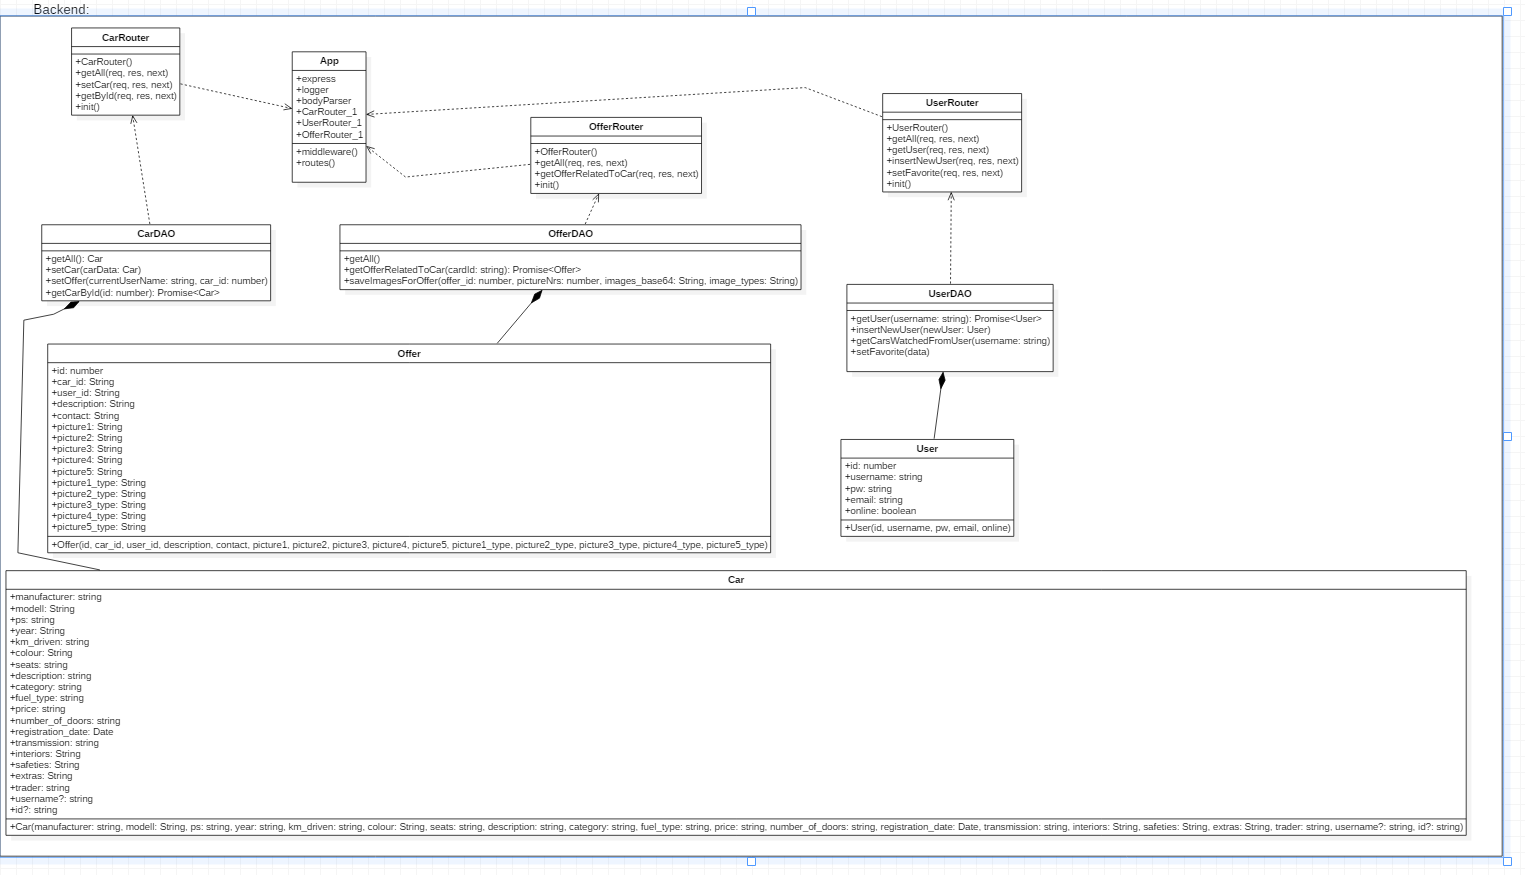 Backend:
CarRouter
+CarRouter()
+getAll(req, res, next)
+setCar(req, res, next)
+getById(req, res, next)
+init()
App
+express
+logger
+bodyParser
+CarRouter_1
+UserRouter_1
+OfferRouter_1
+middleware()
+routes()
OfferRouter
+OfferRouter()
+getAll(req, res, next)
+getOfferRelatedToCar(req, res, next)
+init()
UserRouter
+UserRouter()
+getAll(req, res, next)
+getUser(req, res, next)
+insertNewUser(req, res, next)
+setFavorite(req, res, next)
+init()
CarDAO
+getAll(): Car
+setCar(carData: Car)
+setOffer(currentUserName: string, car_id: number)
+getCarById(id: number): Promise<Car>
OfferDAO
+getAll()
+getOfferRelatedToCar(cardId: string): Promise<Offer>
+saveImagesForOffer(offer_id: number, pictureNrs: number, images_base64: String, image_types: String)
UserDAO
+getUser(username: string): Promise<User>
+insertNewUser(newUser: User)
+getCarsWatchedFromUser(username: string)
+setFavorite(data)
Offer
+id: number
+car_id: String
+user_id: String
+description: String
+contact: String
+picture1: String
+picture2: String
+picture3: String
+picture4: String
+picture5: String
+picture1_type: String
+picture2_type: String
+picture3_type: String
+picture4_type: String
+picture5_type: String
+Offer(id, car_id, user_id, description, contact, picture1, picture2, picture3, picture4, picture5, picture1_type, picture2_type, picture3_type, picture4_type, picture5_type)
User
+id: number
+username: string
+pw: string
+email: string
+online: boolean
+User(id, username, pw, email, online)
Car
+manufacturer: string
+modell: String
+ps: string
+year: String
+km_driven: string
+colour: String
+seats: string
+description: string
+category: string
+fuel_type: string
+price: string
+number_of_doors: string
+registration_date: Date
+transmission: string
+interiors: String
+safeties: String
+extras: String
+trader: string
+username?: string
+id?: string
+Car(manufacturer: string, modell: String, ps: string, year: string, km_driven: string, colour: String, seats: string, description: string, category: string, fuel_type: string, price: string, number_of_doors: string, registration_date: Date, transmission: string, interiors: String, safeties: String, extras: String, trader: string, username?: string, id?: string)